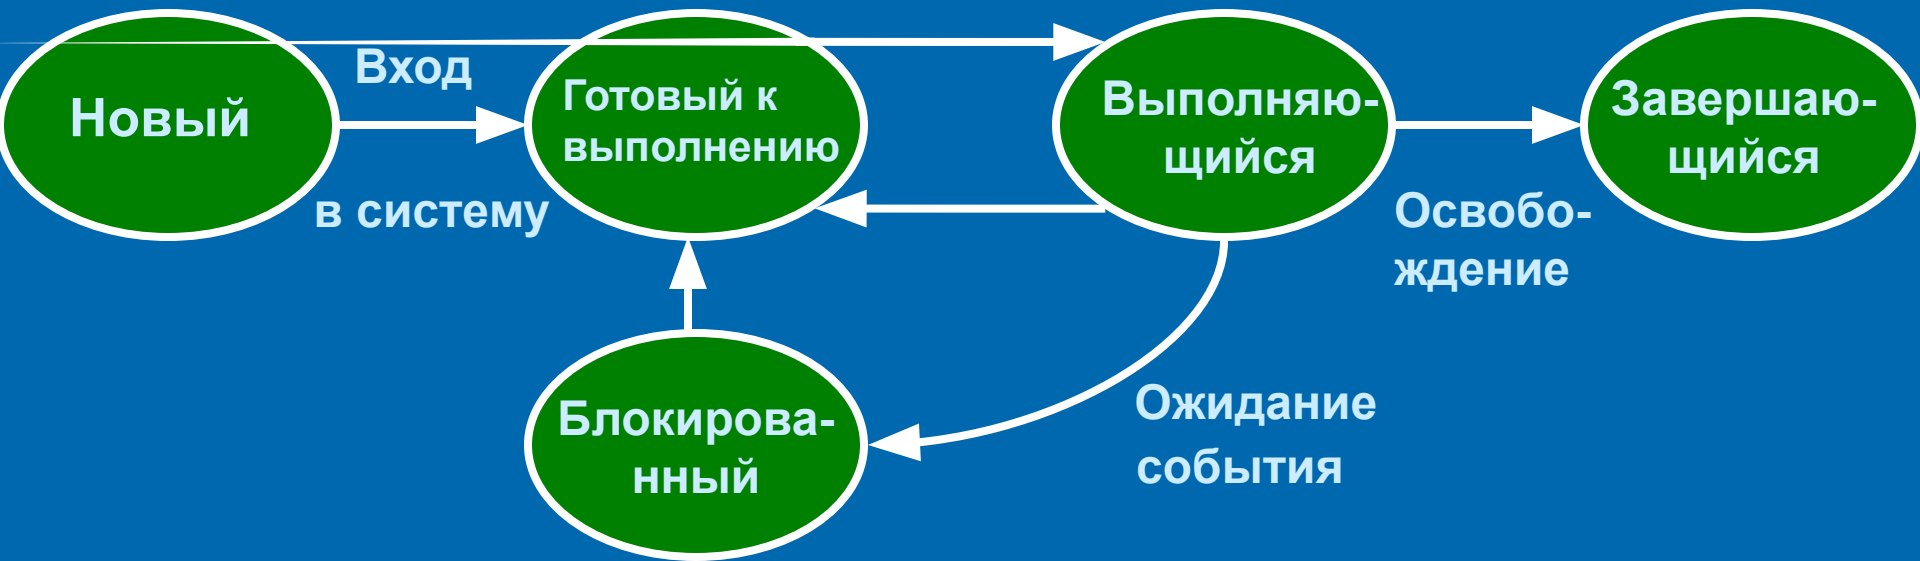 Новый
Вход
в систему
Готовый к
выполнению
Выполняю-
щийся
Завершаю-
щийся
Освобо-
ждение
Блокирова-
нный
Ожидание
события